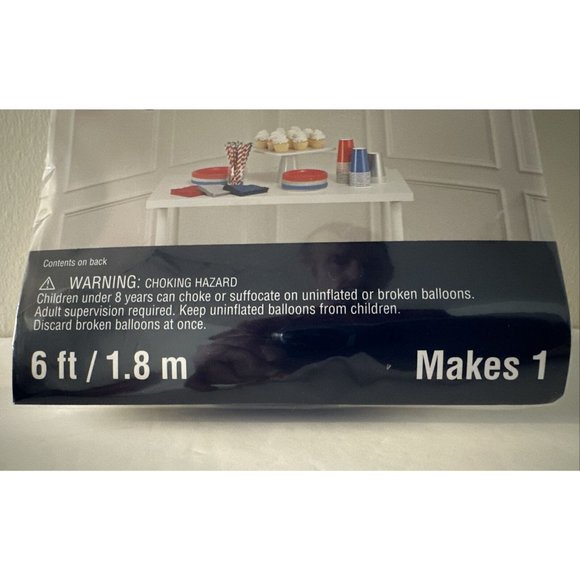 Contents on back
⚠ WARNING: CHOKING HAZARD
Children under 8 years can choke or suffocate on uninflated or broken balloons.
Adult supervision required. Keep uninflated balloons from children.
Discard broken balloons at once.
6 ft / 1.8 m
Makes 1